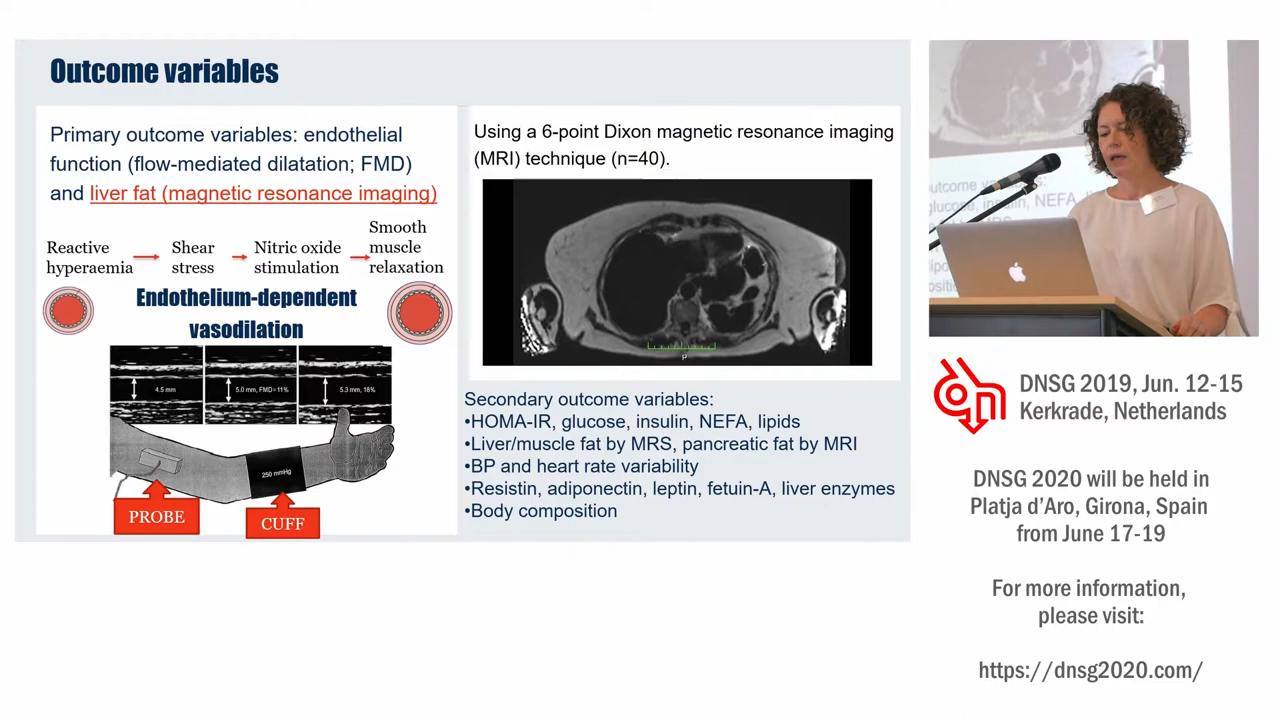 Outcome variables
Primary outcome variables: endothelial
function (flow-mediated dilatation; FMD)
and liver fat (magnetic resonance imaging)
Reactive
hyperaemia
Shear
stress
Nitric oxide
stimulation
Smooth
muscle
relaxation
Endothelium-dependent
vasodilation
4.5 mm
5.0 mm, FMD=11%
5.3 mm, 18%
250 mmHg
PROBE
CUFF
Using a 6-point Dixon magnetic resonance imaging
(MRI) technique (n=40).
p
Secondary outcome variables:
•HOMA-IR, glucose, insulin, NEFA, lipids
•Liver/muscle fat by MRS, pancreatic fat by MRI
•BP and heart rate variability
•Resistin, adiponectin, leptin, fetuin-A, liver enzymes
•Body composition
outcome variables:
glucose, insulin, NEFA, li
DNSG 2019, Jun. 12-15
Kerkrade, Netherlands
DNSG 2020 will be held in
Platja d’Aro, Girona, Spain
from June 17-19
For more information,
please visit:
https://dnsg2020.com/